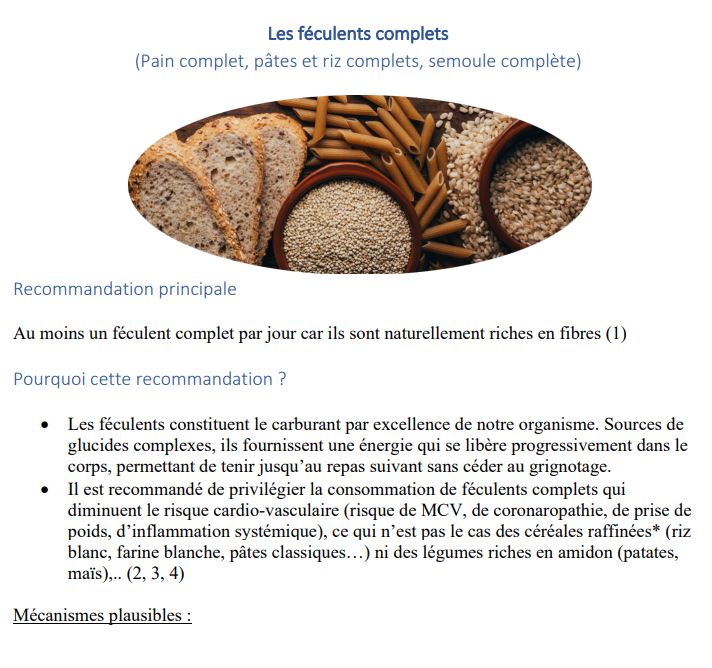 Les féculents complets
(Pain complet, pâtes et riz complets, semoule complète)
Recommandation principale
Au moins un féculent complet par jour car ils sont naturellement riches en fibres (1)
Pourquoi cette recommandation ?
• Les féculents constituent le carburant par excellence de notre organisme. Sources de
glucides complexes, ils fournissent une énergie qui se libère progressivement dans le
corps, permettant de tenir jusqu’au repas suivant sans céder au grignotage.
• Il est recommandé de privilégier la consommation de féculents complets qui
diminuent le risque cardio-vasculaire (risque de MCV, de coronaropathie, de prise de
poids, d’inflammation systémique), ce qui n’est pas le cas des céréales raffinées* (riz
blanc, farine blanche, pâtes classiques…) ni des légumes riches en amidon (patates,
maïs),.. (2, 3, 4)
Mécanismes plausibles :